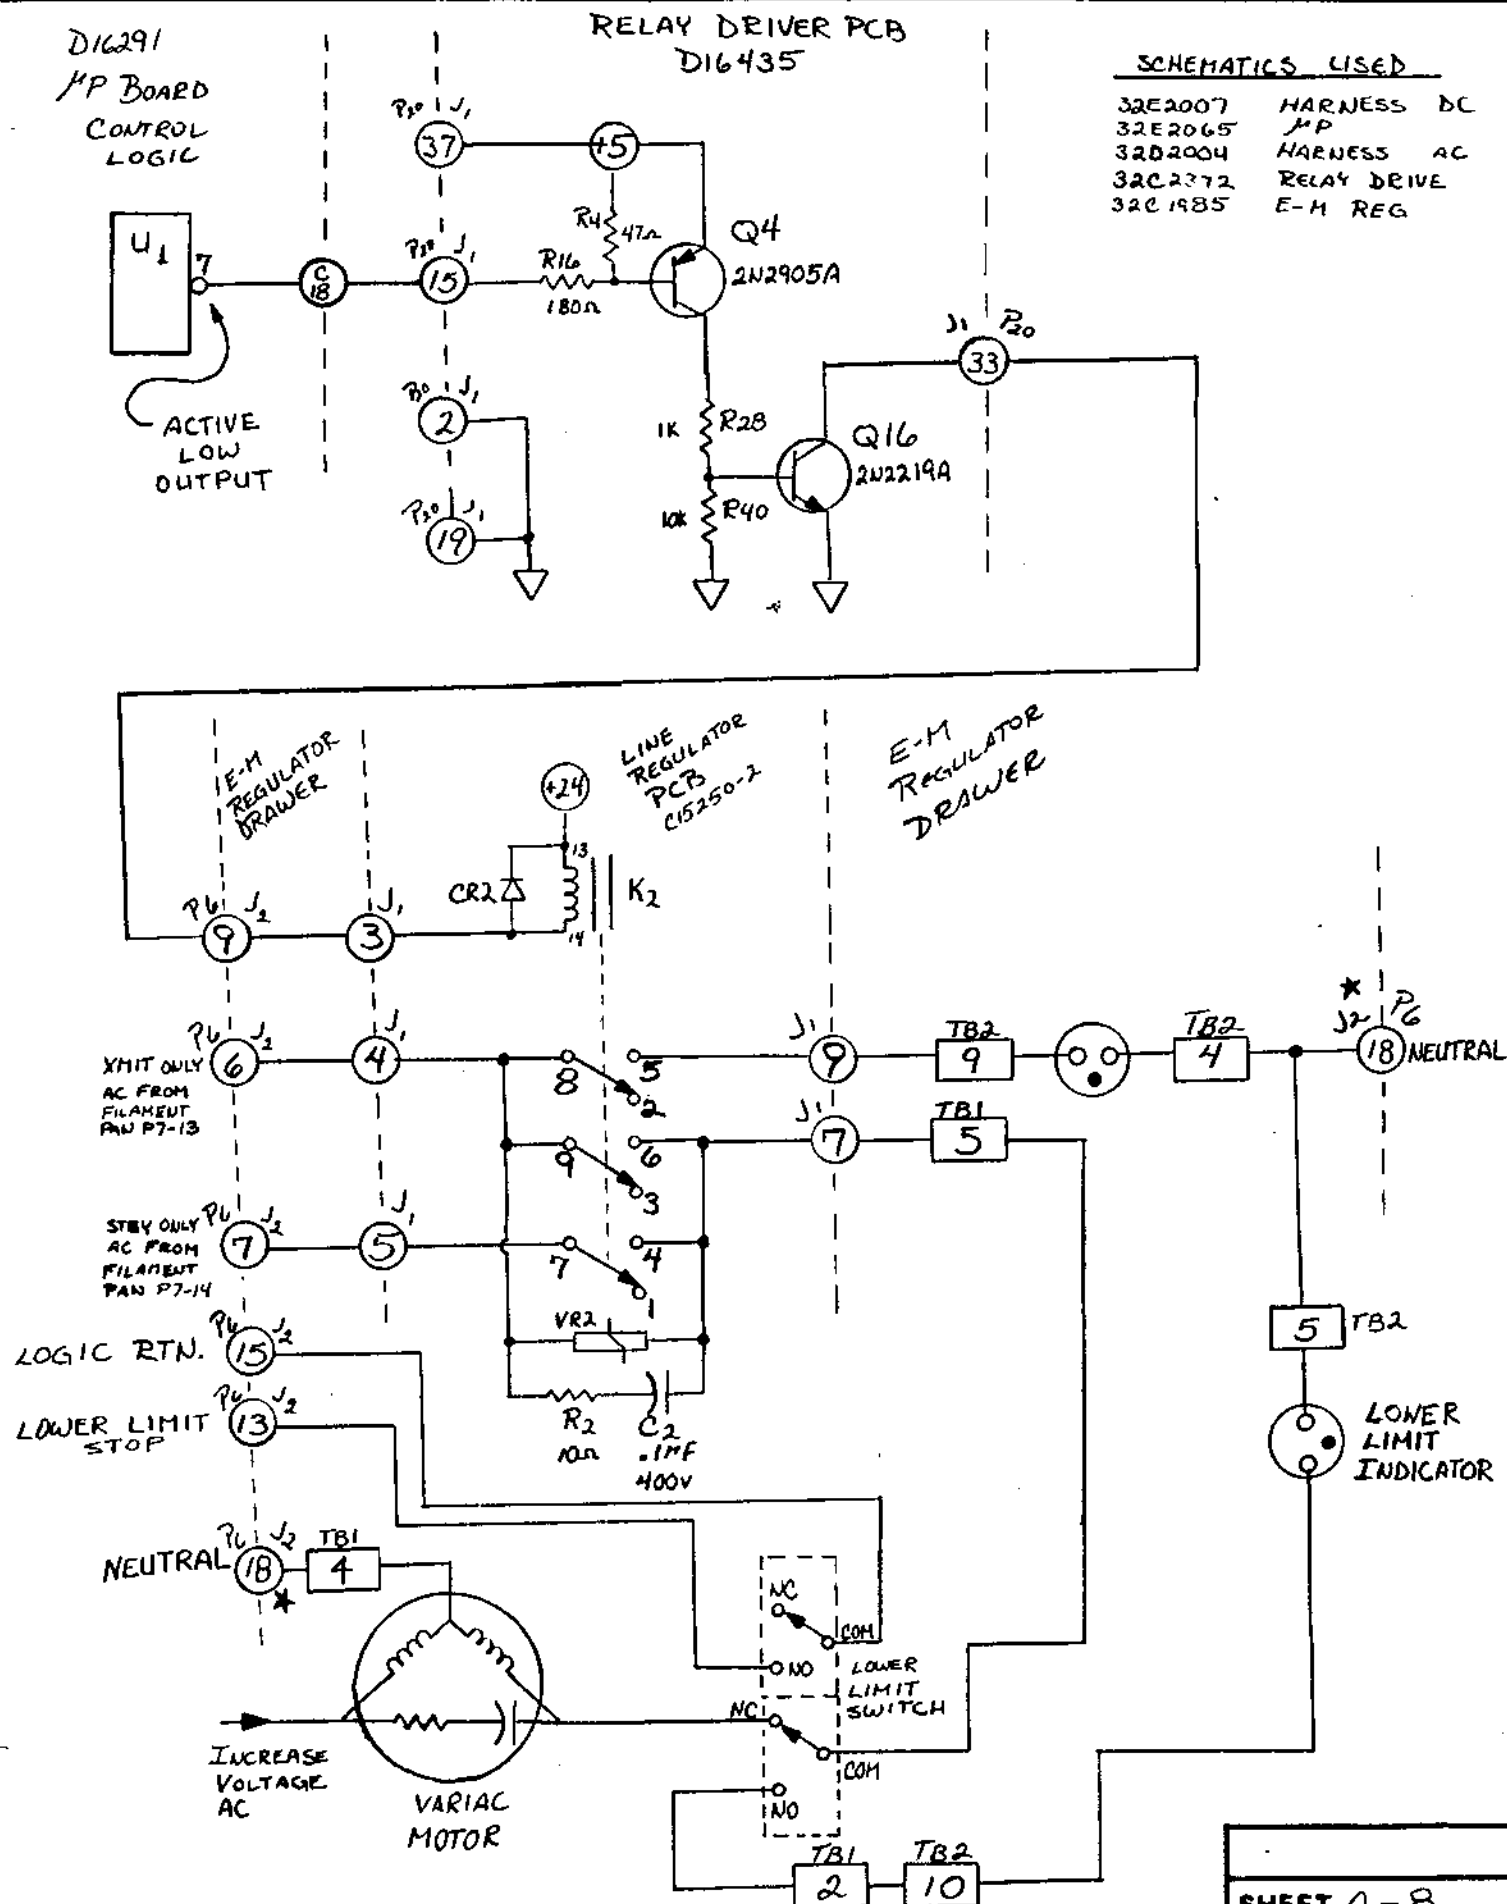 RELAY DRIVER PCB
D16435
D16291
µP BOARD
CONTROL
LOGIC
SCHEMATICS USED
32E2007 HARNESS DC
32E2065 µP
32D2004 HARNESS AC
32C2372 RELAY DRIVE
32C1985 E-M REG
P20 J1
37
+5
R4
47Ω
Q4
2N2905A
U1
7
C
18
P20 J1
15
R16
180Ω
J1 P20
33
ACTIVE
LOW
OUTPUT
J1
2
1K
R28
Q16
2N2219A
P20 J1
19
10K
R40
E-M
REGULATOR
DRAWER
LINE
REGULATOR
PCB
C15250-2
E-M
REGULATOR
DRAWER
+24
13
CR2
K2
14
P6 J2
9
J1
3
XMIT ONLY
AC FROM
FILAMENT
PAN P7-13
P6 J2
6
J1
4
8
5
2
J1
9
TB2
9
TB2
4
★
J2 P6
18
NEUTRAL
9
6
3
J1
7
TB1
5
STBY ONLY
AC FROM
FILAMENT
PAN P7-14
P6 J2
7
J1
5
7
4
1
VR2
5
TB2
LOGIC RTN.
P6 J2
15
LOWER LIMIT
STOP
P6 J2
13
R2
10Ω
C2
.1MF
400V
LOWER
LIMIT
INDICATOR
NEUTRAL
P6 J2
18
★
TB1
4
NC
COM
NO
LOWER
LIMIT
SWITCH
NC
COM
NO
INCREASE
VOLTAGE
AC
VARIAC
MOTOR
TB1
2
TB2
10
SHEET